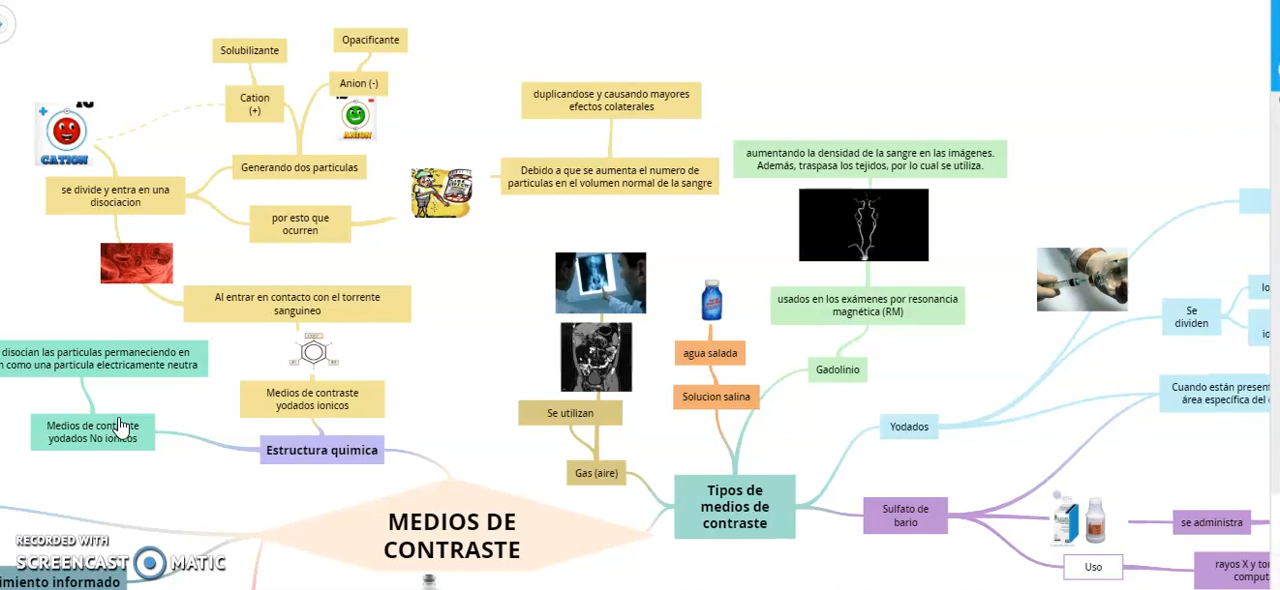 Solubilizante
Opacificante
Cation
(+)
Anion (-)
CATION
ANION
Generando dos particulas
se divide y entra en una
disociacion
por esto que
ocurren
duplicandose y causando mayores
efectos colaterales
Debido a que se aumenta el numero de
particulas en el volumen normal de la sangre
Al entrar en contacto con el torrente
sanguineo
Medios de contraste
yodados ionicos
disocian las particulas permaneciendo en
como una particula electricamente neutra
Medios de contraste
yodados No ionicos
Estructura quimica
MEDIOS DE
CONTRASTE
aumentando la densidad de la sangre en las imágenes.
Además, traspasa los tejidos, por lo cual se utiliza.
usados en los exámenes por resonancia
magnética (RM)
Gadolinio
agua salada
Solucion salina
Se utilizan
Gas (aire)
Tipos de
medios de
contraste
Yodados
Se
dividen
Cuando están present
área específica del
Sulfato de
bario
se administra
Uso
rayos X y tom
computa
RECORDED WITH
SCREENCAST MATIC
imiento informado